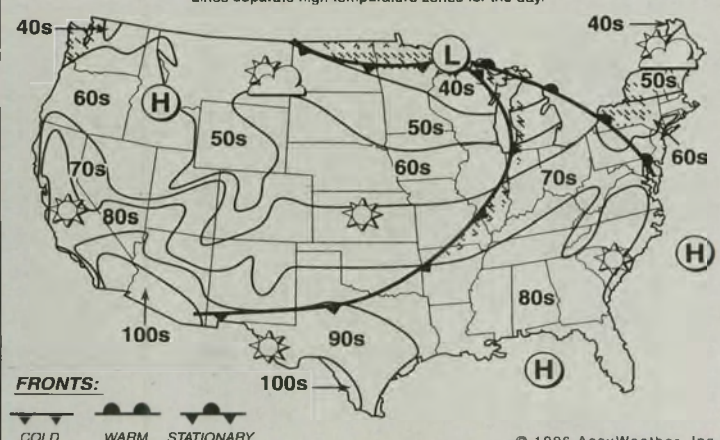 Lines separate high temperature zones for the day.
40s
40s
L
40s
50s
60s
H
50s
50s
60s
60s
70s
70s
80s
H
80s
100s
90s
H
100s
FRONTS:
COLD WARM STATIONARY
© 1996 AccuWeather, Inc.